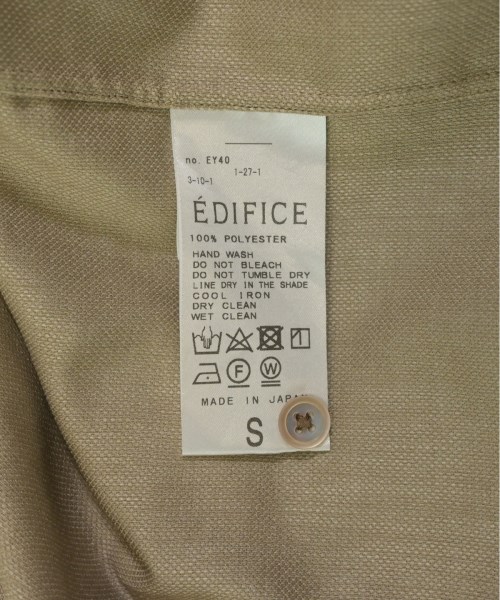 no. EY40
1-27-1
3-10-1
ÉDIFICE
100% POLYESTER
HAND WASH
DO NOT BLEACH
DO NOT TUMBLE DRY
LINE DRY IN THE SHADE
COOL IRON
DRY CLEAN
WET CLEAN
F W
MADE IN JAPAN
S